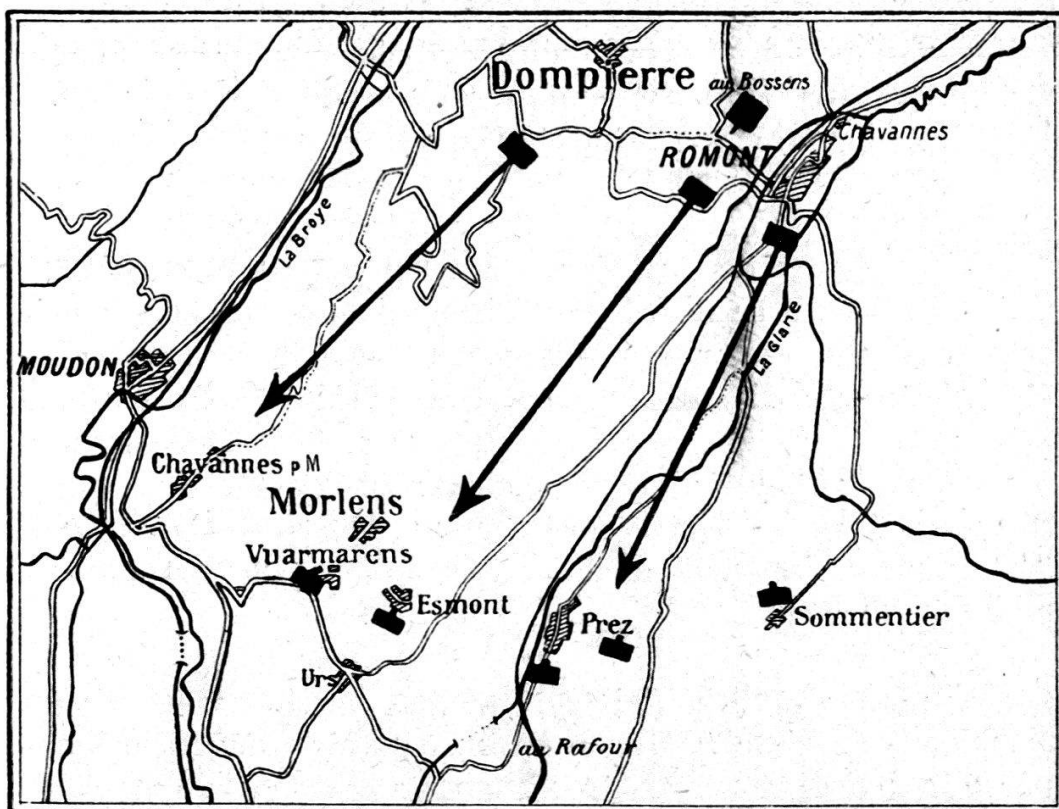 Dompierre
au Bossens
Chavannes
ROMONT
La Broye
La Glane
MOUDON
Chavannes p M
Morlens
Vuarmarens
Esmont
Prez
Sommentier
Urs
au Rafour